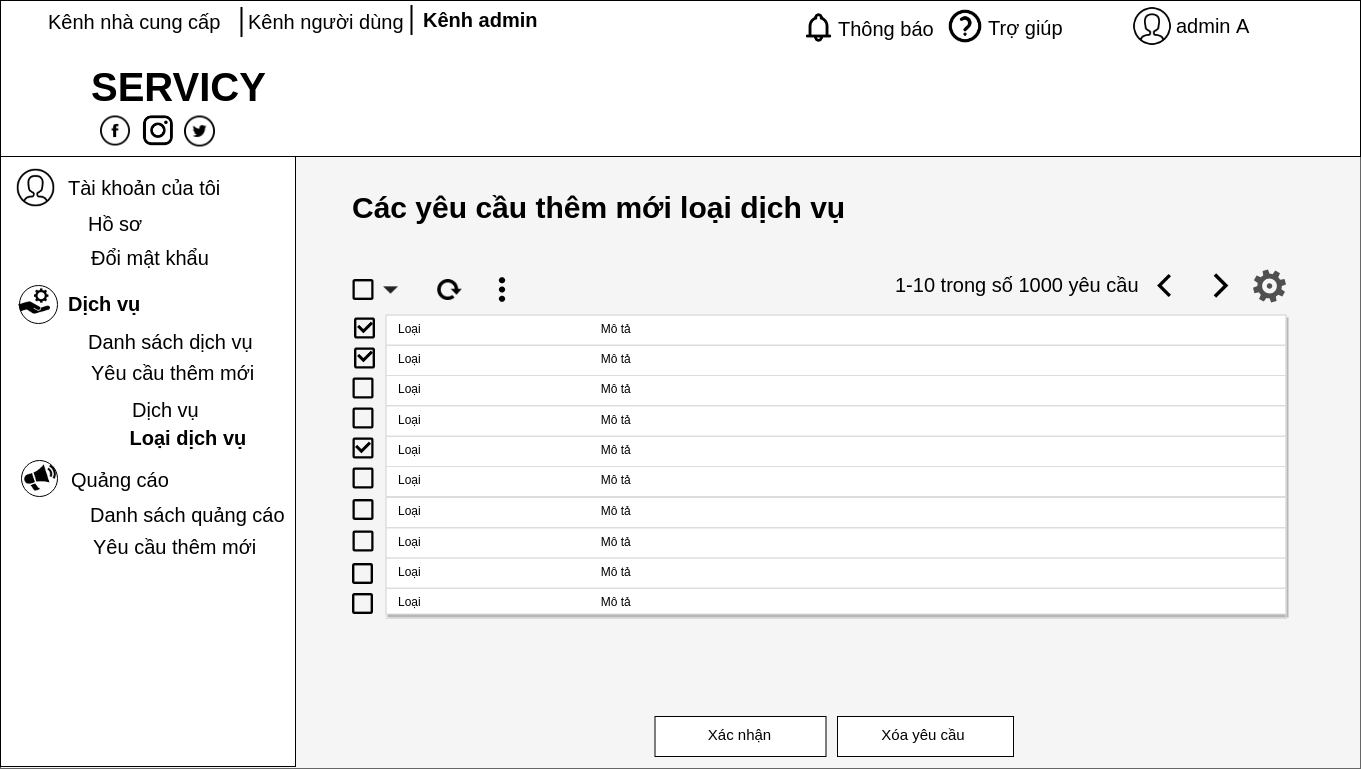 Kênh nhà cung cấp Kênh người dùng Kênh admin Thông báo Trợ giúp admin A
SERVICY
Tài khoản của tôi
Hồ sơ
Đổi mật khẩu
Dịch vụ
Danh sách dịch vụ
Yêu cầu thêm mới
Dịch vụ
Loại dịch vụ
Quảng cáo
Danh sách quảng cáo
Yêu cầu thêm mới
Các yêu cầu thêm mới loại dịch vụ
1-10 trong số 1000 yêu cầu
Loại Mô tả
Loại Mô tả
Loại Mô tả
Loại Mô tả
Loại Mô tả
Loại Mô tả
Loại Mô tả
Loại Mô tả
Loại Mô tả
Loại Mô tả
Xác nhận Xóa yêu cầu